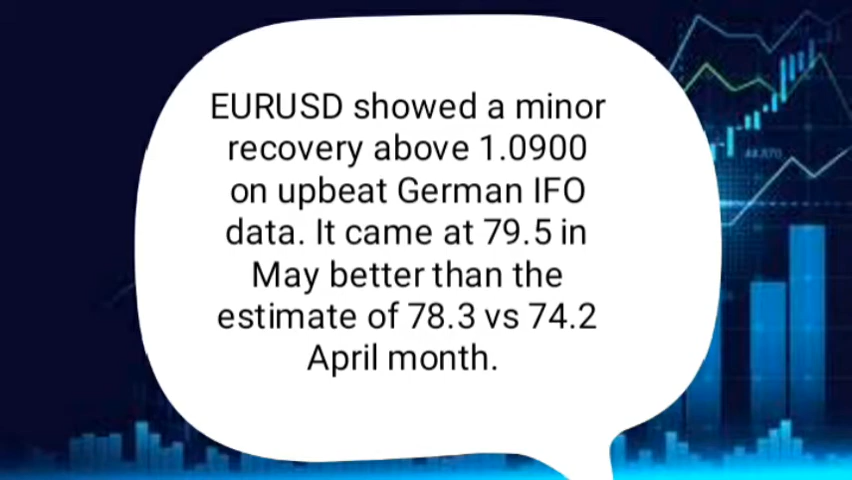 EURUSD showed a minor
recovery above 1.0900
on upbeat German IFO
data. It came at 79.5 in
May better than the
estimate of 78.3 vs 74.2
April month.